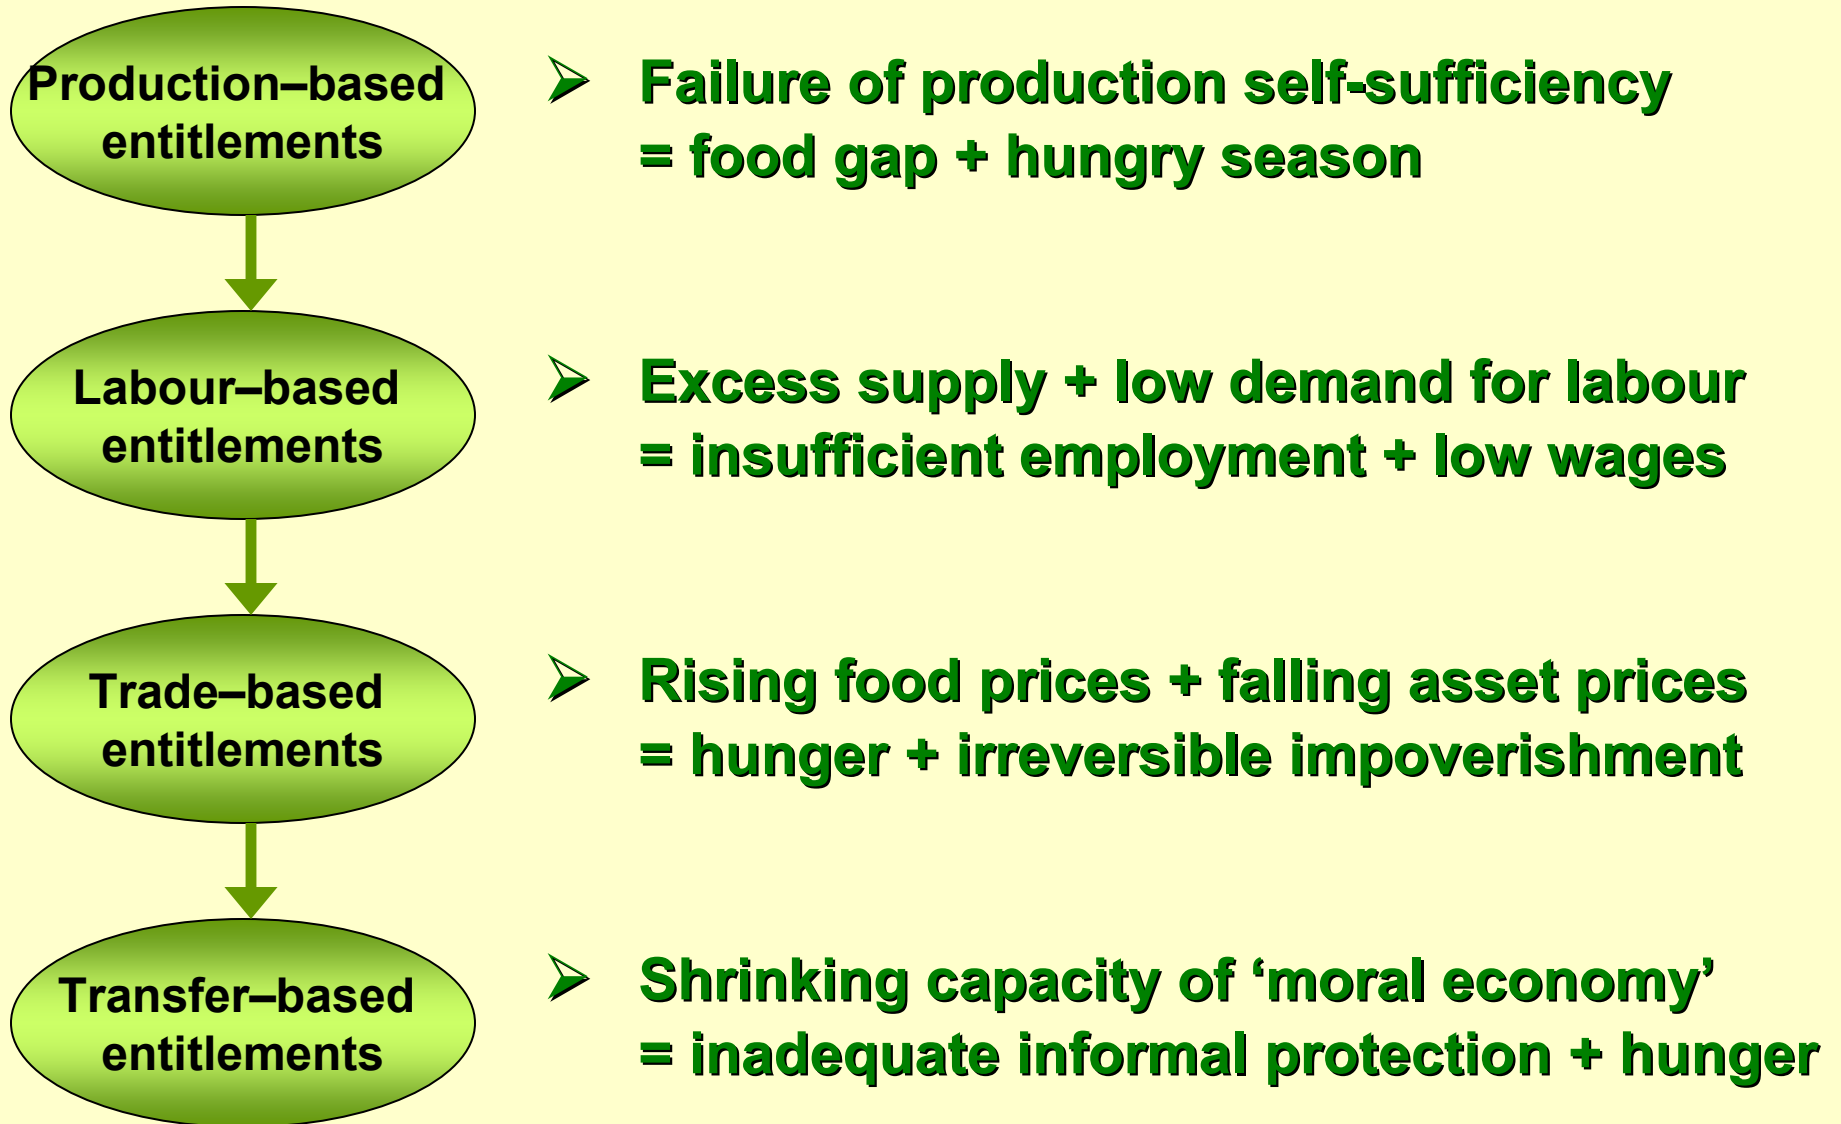 Production–based
entitlements
➢ Failure of production self-sufficiency
= food gap + hungry season
Labour–based
entitlements
➢ Excess supply + low demand for labour
= insufficient employment + low wages
Trade–based
entitlements
➢ Rising food prices + falling asset prices
= hunger + irreversible impoverishment
Transfer–based
entitlements
➢ Shrinking capacity of ‘moral economy’
= inadequate informal protection + hunger